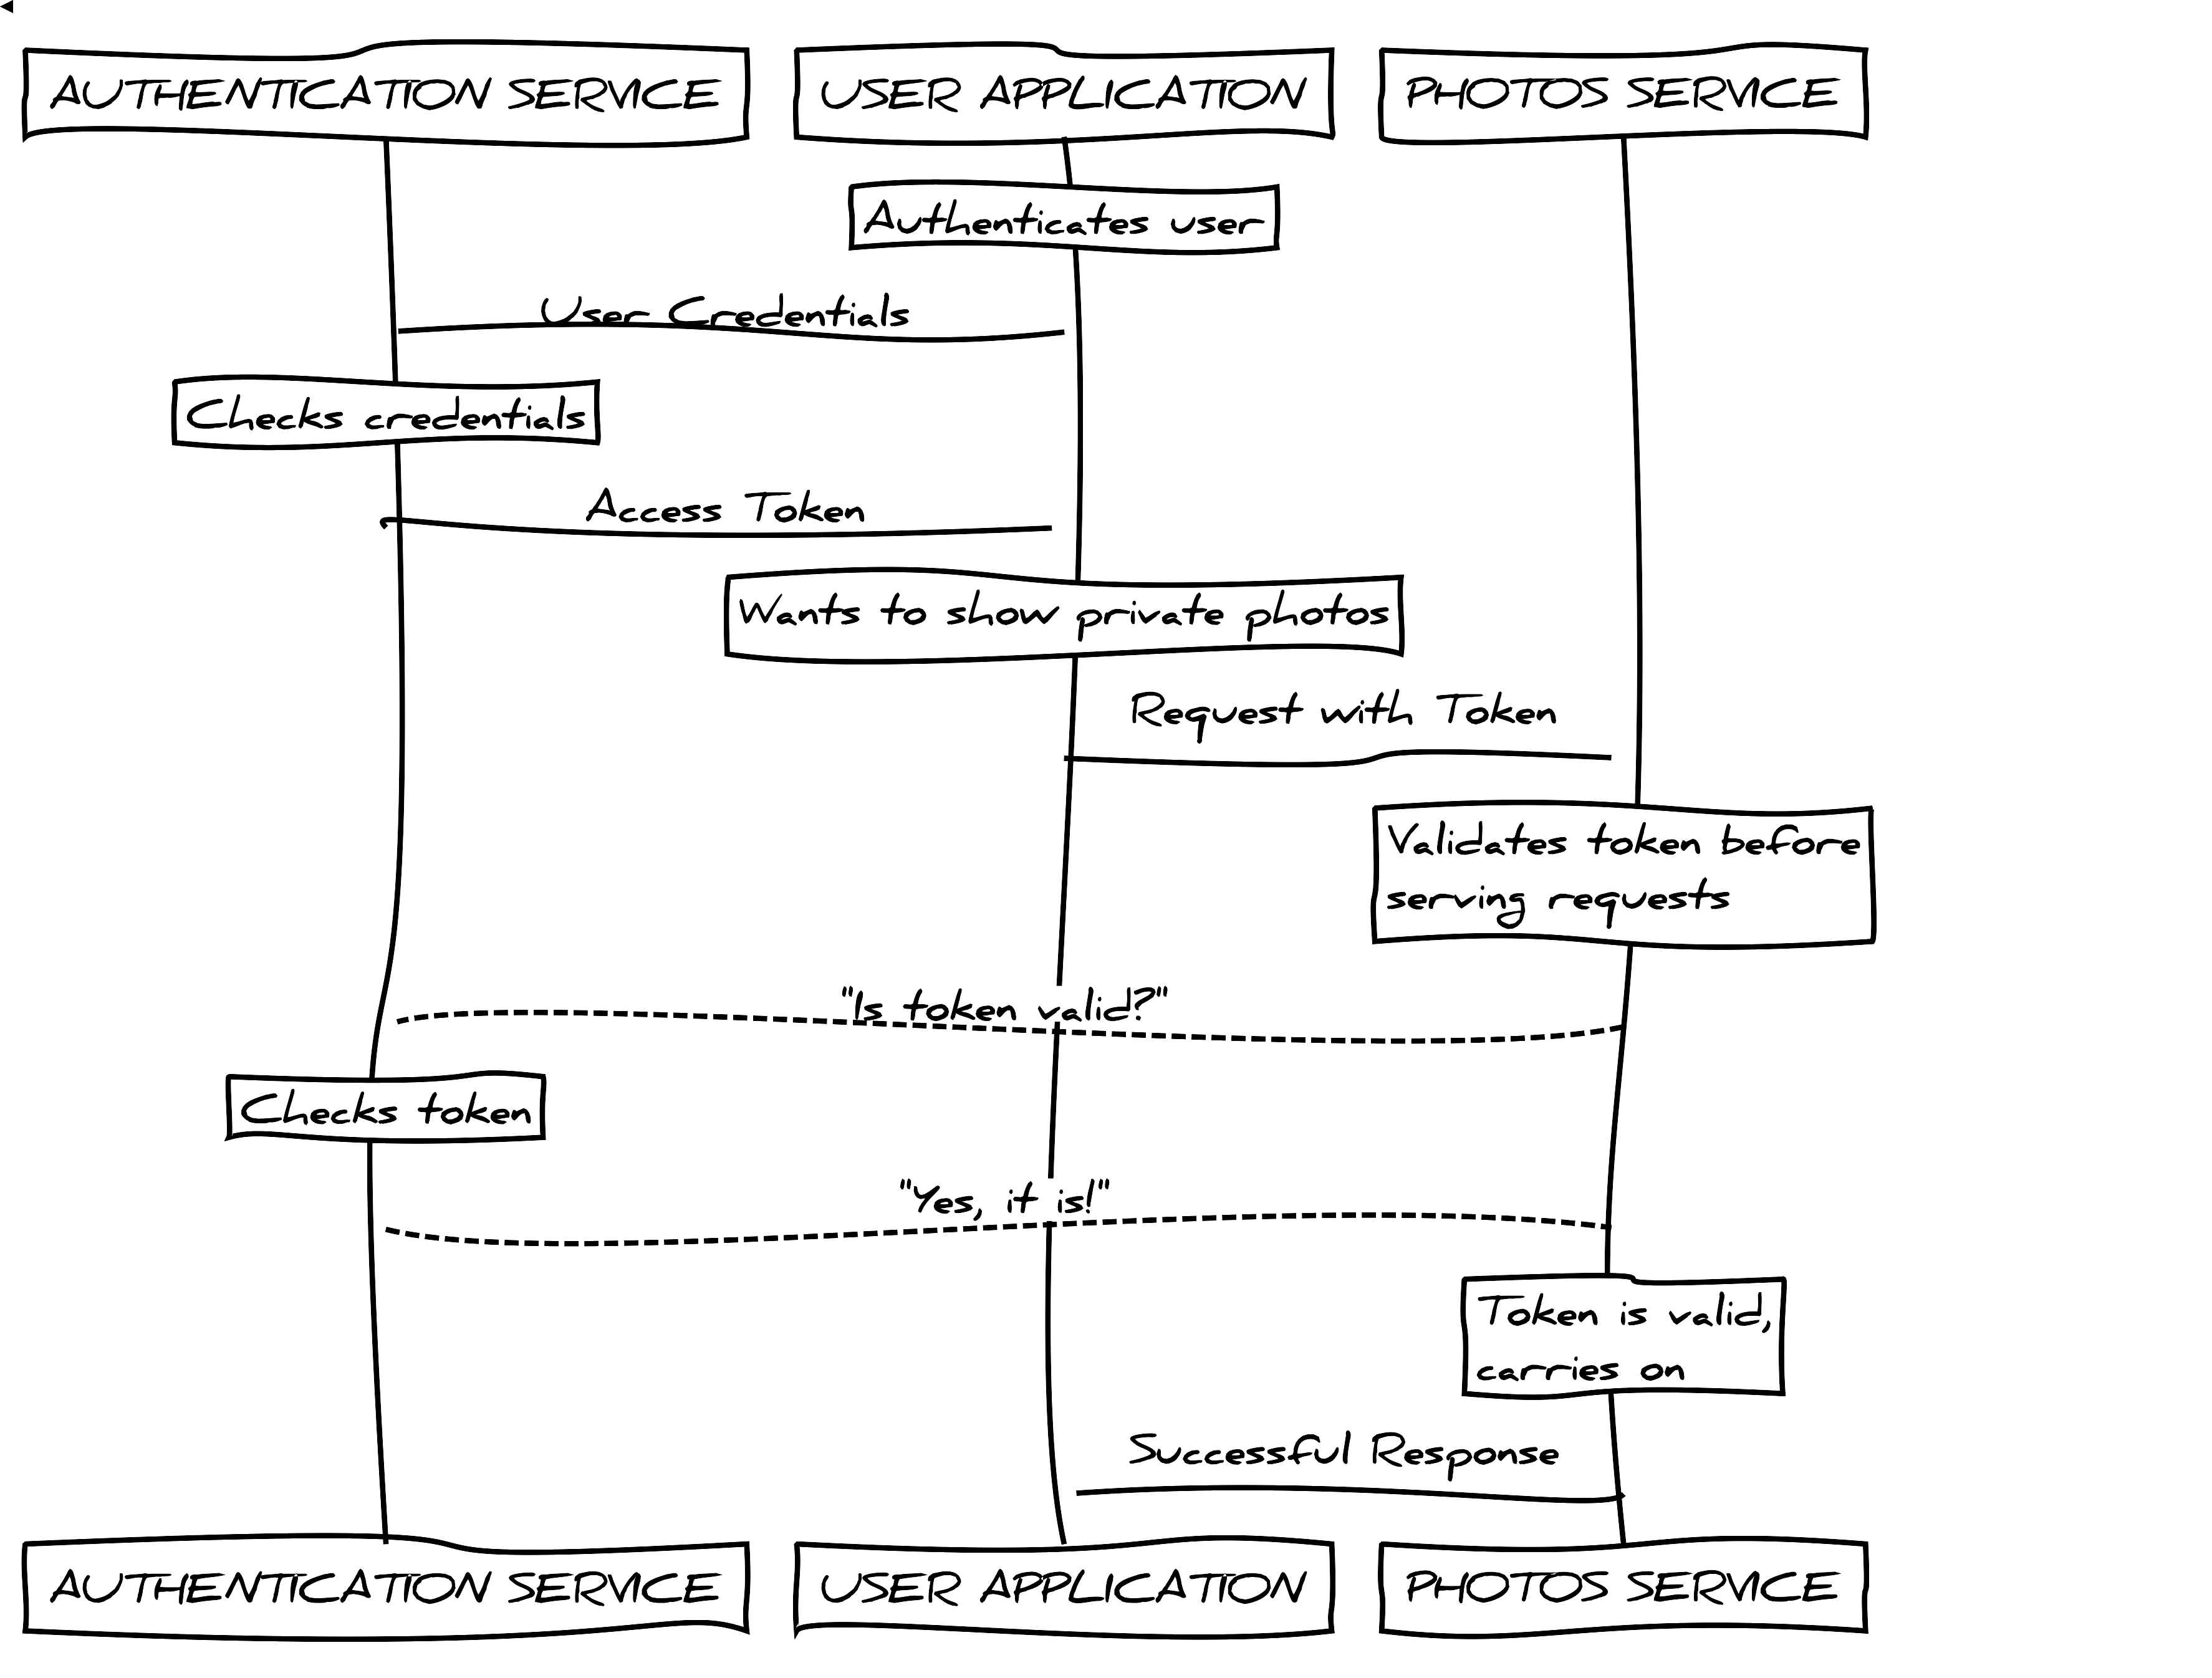 AUTHENTICATION SERVICE
USER APPLICATION
PHOTOS SERVICE
Authenticates user
User Credentials
Checks credentials
Access Token
Wants to show private photos
Request with Token
Validates token before
serving requests
"Is token valid?"
Checks token
"Yes, it is!"
Token is valid,
carries on
Successful Response
AUTHENTICATION SERVICE
USER APPLICATION
PHOTOS SERVICE